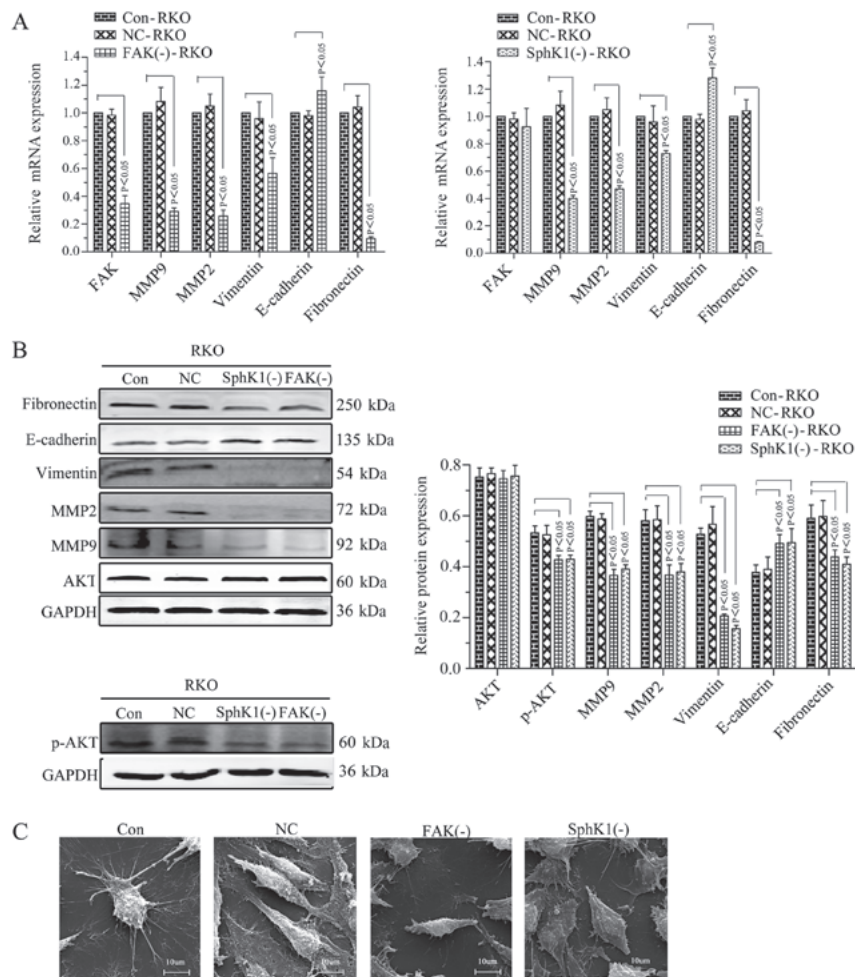 A
Con-RKO
NC-RKO
FAK(-)-RKO
Relative mRNA expression
1.4
1.2
1.0
0.8
0.6
0.4
0.2
0.0
P<0.05
P<0.05
P<0.05
P<0.05
P<0.05
P<0.05
FAK
MMP9
MMP2
Vimentin
E-cadherin
Fibronectin
Con-RKO
NC-RKO
SphK1(-)-RKO
Relative mRNA expression
1.4
1.2
1.0
0.8
0.6
0.4
0.2
0.0
P<0.05
P<0.05
P<0.05
P<0.05
P<0.05
FAK
MMP9
MMP2
Vimentin
E-cadherin
Fibronectin
B
RKO
Con NC SphK1(-) FAK(-)
Fibronectin 250 kDa
E-cadherin 135 kDa
Vimentin 54 kDa
MMP2 72 kDa
MMP9 92 kDa
AKT 60 kDa
GAPDH 36 kDa
RKO
Con NC SphK1(-) FAK(-)
p-AKT 60 kDa
GAPDH 36 kDa
Con-RKO
NC-RKO
FAK(-)-RKO
SphK1(-)-RKO
Relative protein expression
0.8
0.6
0.4
0.2
0.0
P<0.05
P<0.05
P<0.05
P<0.05
P<0.05
P<0.05
P<0.05
P<0.05
P<0.05
P<0.05
P<0.05
P<0.05
AKT
p-AKT
MMP9
MMP2
Vimentin
E-cadherin
Fibronectin
C
Con NC FAK(-) SphK1(-)
10um 10um 10um 10um